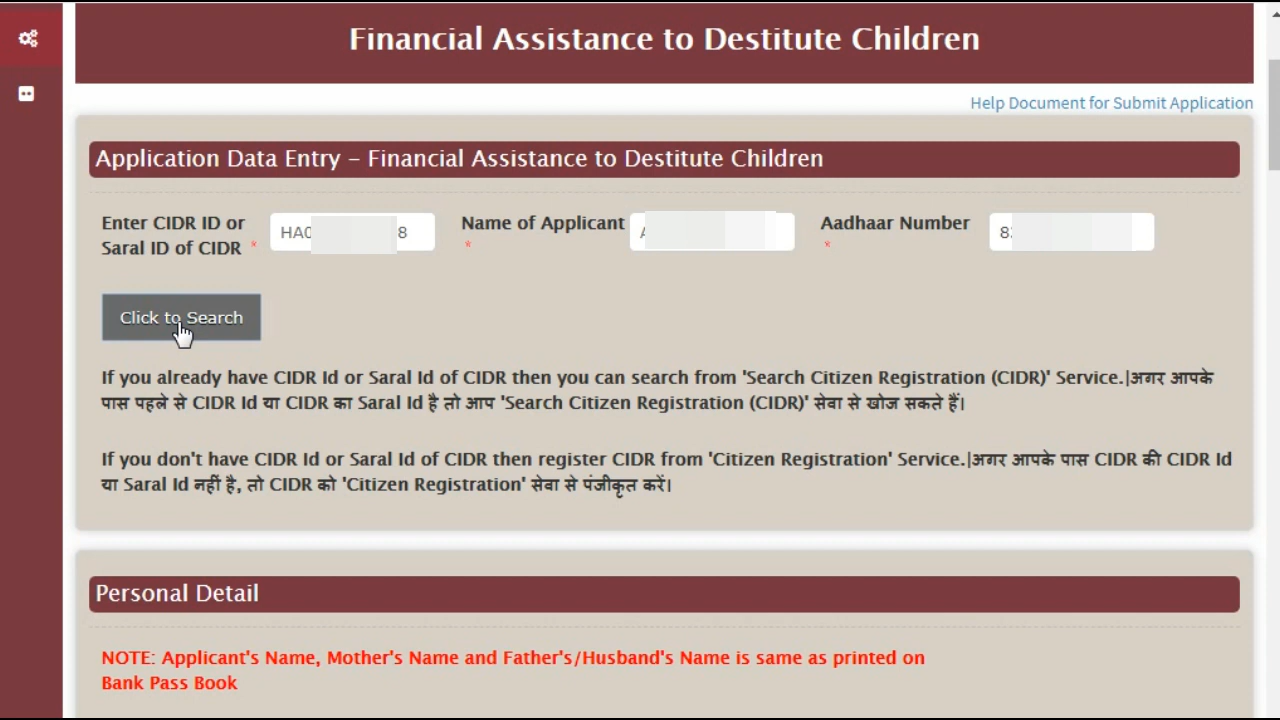 Financial Assistance to Destitute Children
Help Document for Submit Application
Application Data Entry – Financial Assistance to Destitute Children
Enter CIDR ID or
Saral ID of CIDR *
HA0 8
Name of Applicant
*
A
Aadhaar Number
*
8
Click to Search
If you already have CIDR Id or Saral Id of CIDR then you can search from 'Search Citizen Registration (CIDR)' Service.|अगर आपके
पास पहले से CIDR Id या CIDR का Saral Id है तो आप 'Search Citizen Registration (CIDR)' सेवा से खोज सकते हैं।
If you don't have CIDR Id or Saral Id of CIDR then register CIDR from 'Citizen Registration' Service.|अगर आपके पास CIDR की CIDR Id
या Saral Id नहीं है, तो CIDR को 'Citizen Registration' सेवा से पंजीकृत करें।
Personal Detail
NOTE: Applicant's Name, Mother's Name and Father's/Husband's Name is same as printed on
Bank Pass Book